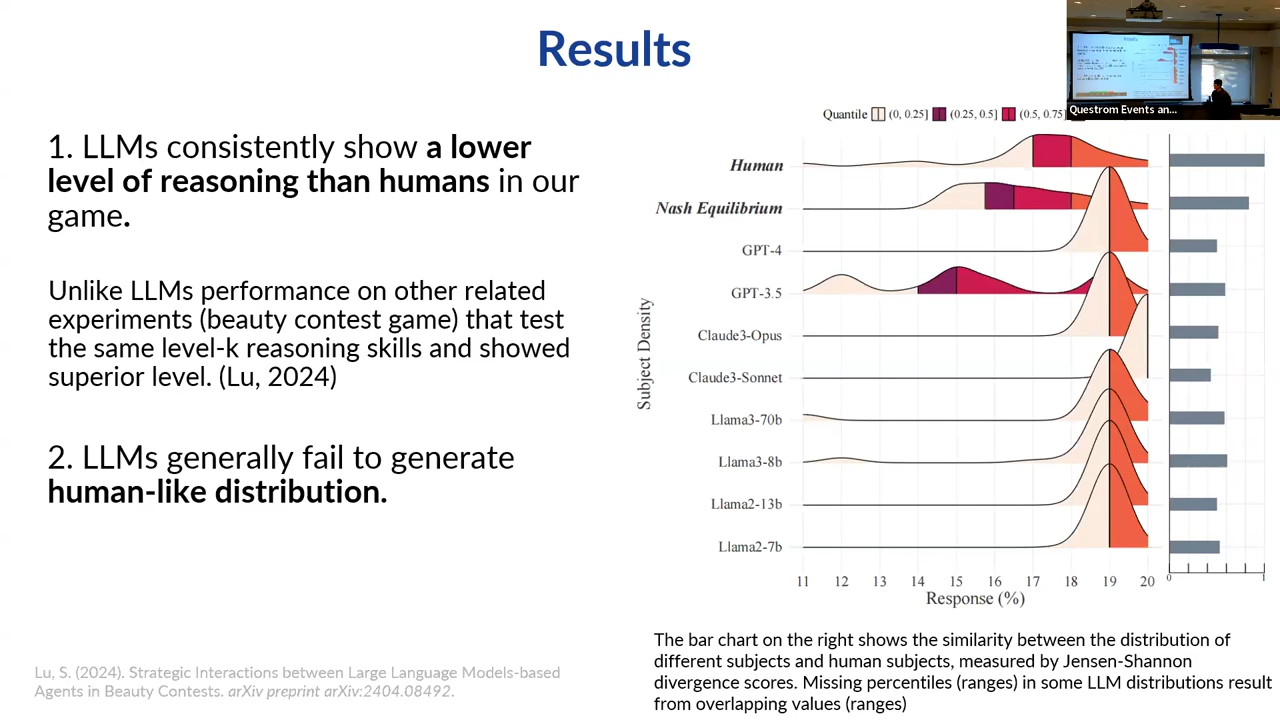 Results
Questrom Events an...
1. LLMs consistently show a lower
level of reasoning than humans in our
game.
Unlike LLMs performance on other related
experiments (beauty contest game) that test
the same level-k reasoning skills and showed
superior level. (Lu, 2024)
2. LLMs generally fail to generate
human-like distribution.
Lu, S. (2024). Strategic Interactions between Large Language Models-based
Agents in Beauty Contests. arXiv preprint arXiv:2404.08492.
Quantile (0, 0.25] (0.25, 0.5] (0.5, 0.75]
Subject Density
Human
Nash Equilibrium
GPT-4
GPT-3.5
Claude3-Opus
Claude3-Sonnet
Llama3-70b
Llama3-8b
Llama2-13b
Llama2-7b
11 12 13 14 15 16 17 18 19 20
0 1
Response (%)
The bar chart on the right shows the similarity between the distribution of
different subjects and human subjects, measured by Jensen-Shannon
divergence scores. Missing percentiles (ranges) in some LLM distributions result
from overlapping values (ranges)